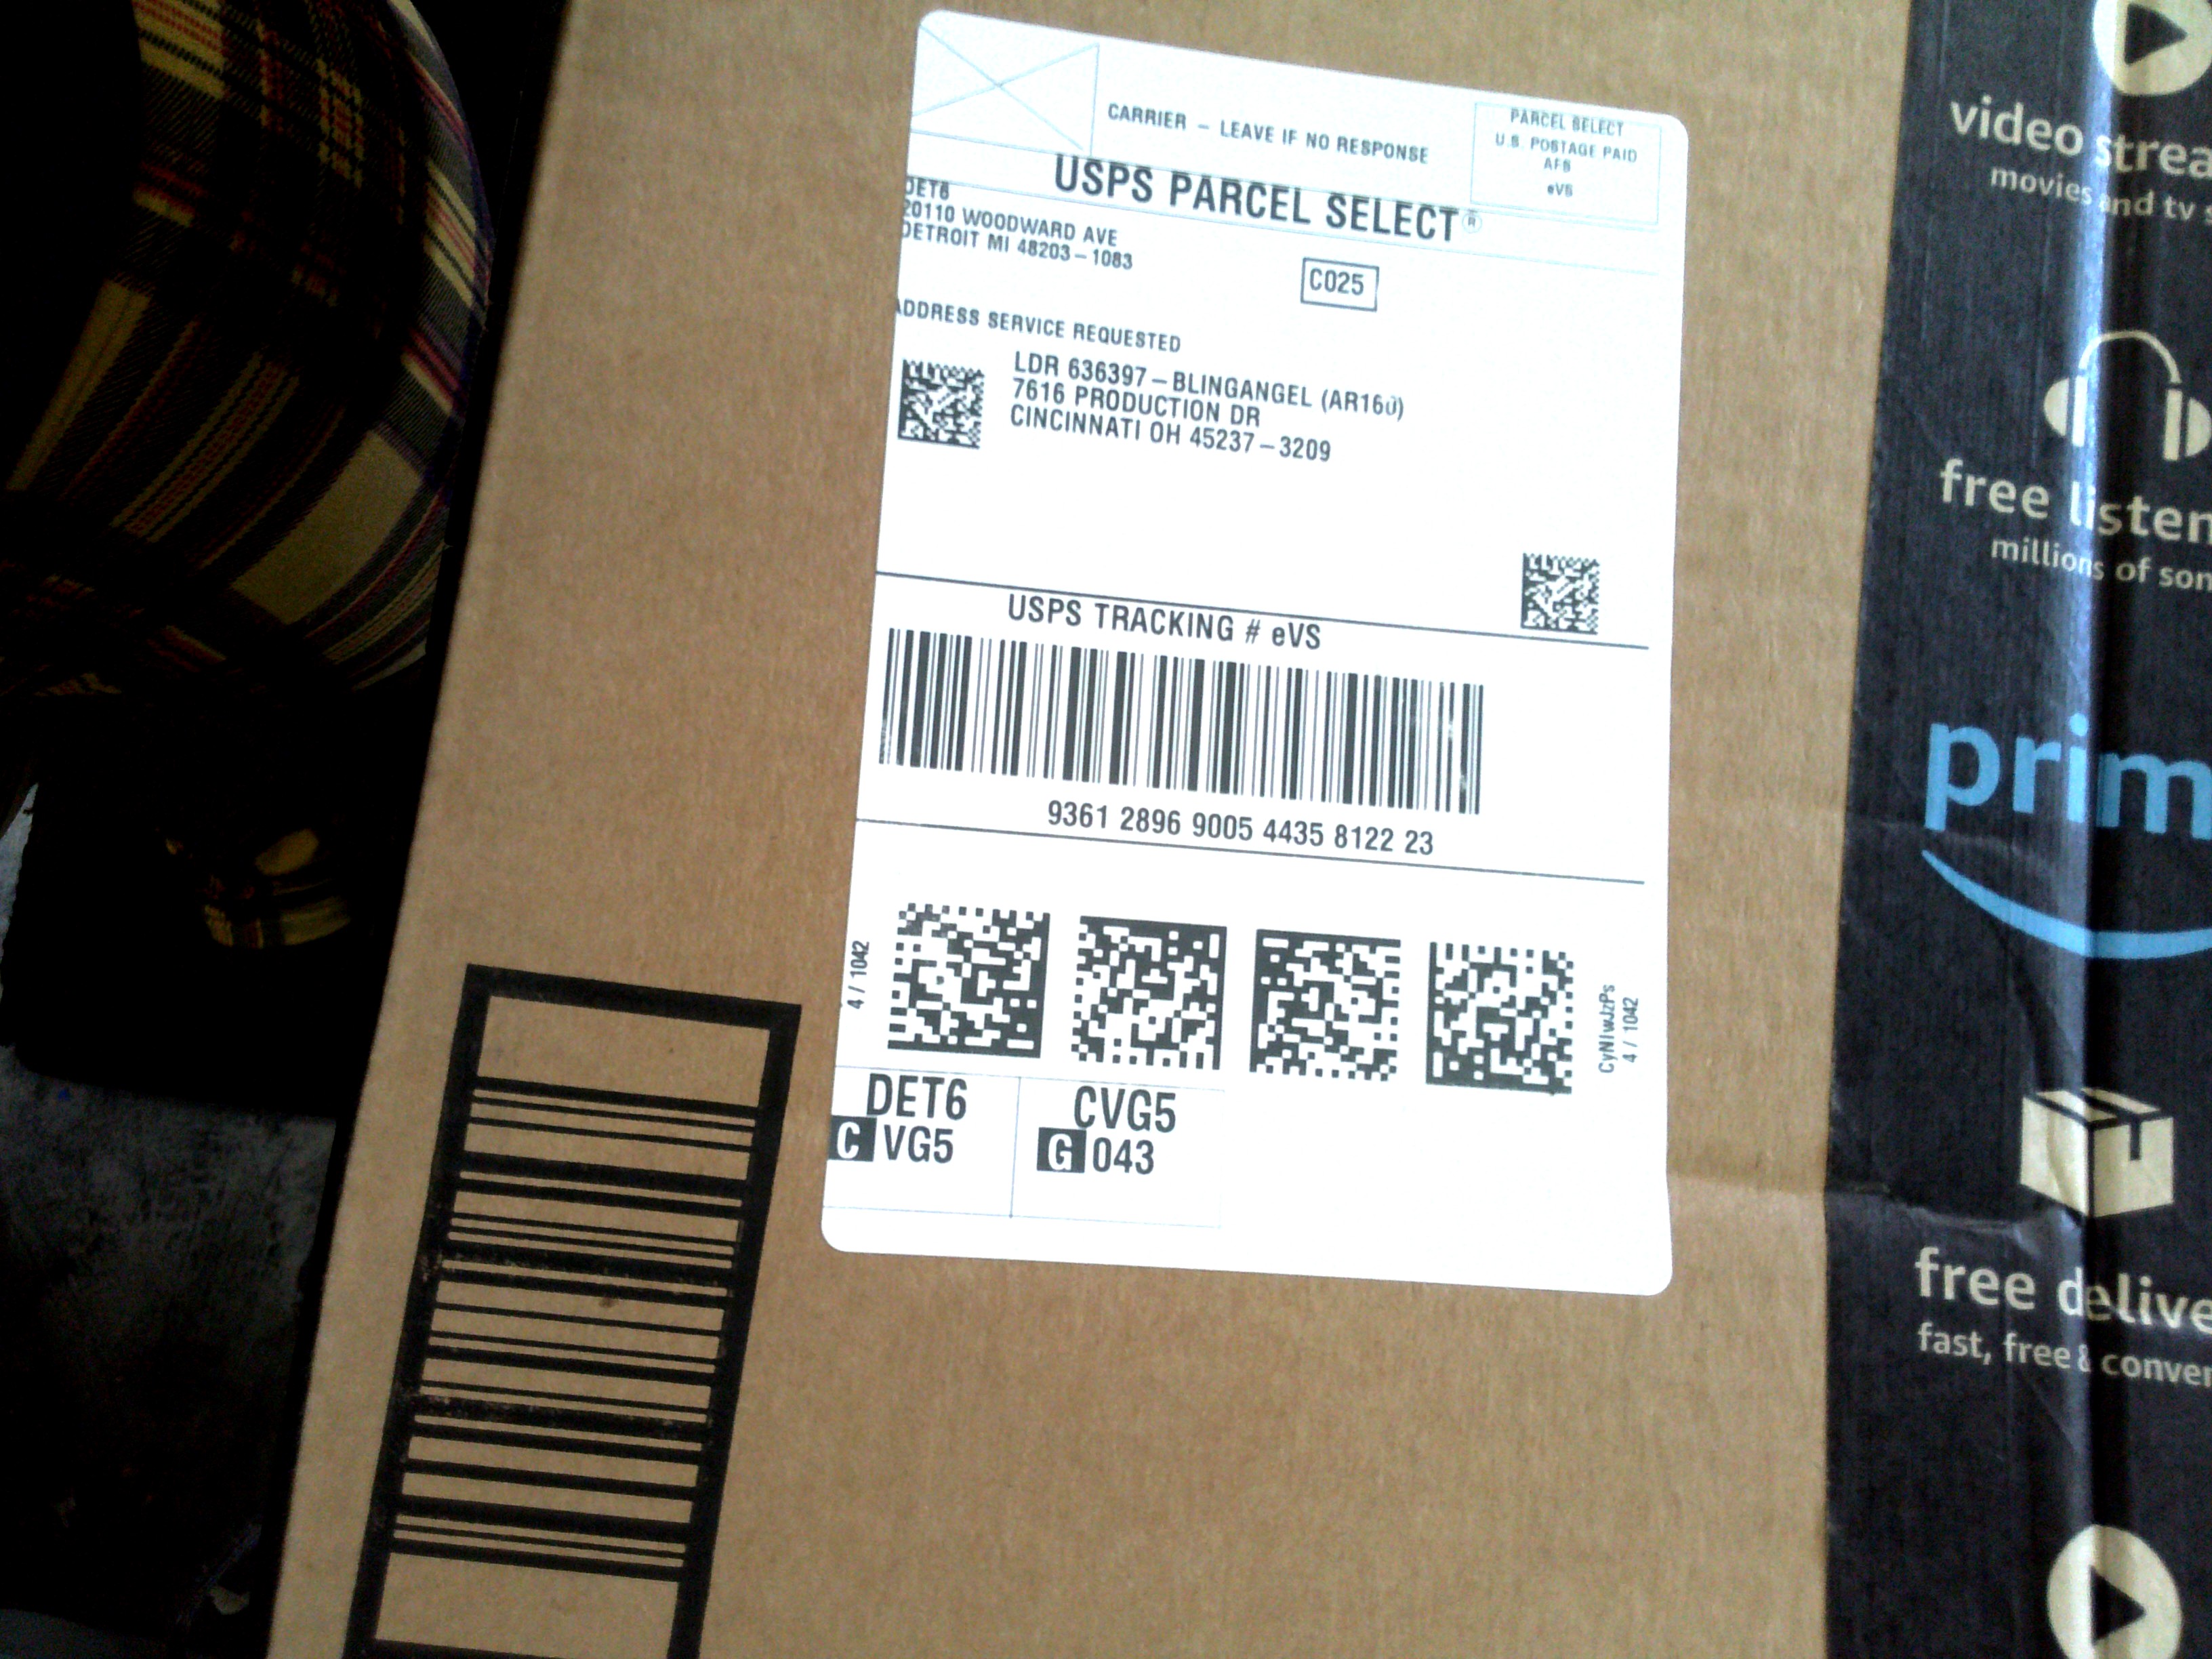 CARRIER – LEAVE IF NO RESPONSE
PARCEL SELECT
U.S. POSTAGE PAID
AFS
eVS
USPS PARCEL SELECT®
DET6
20110 WOODWARD AVE
DETROIT MI 48203–1083
C025
ADDRESS SERVICE REQUESTED
LDR 636397–BLINGANGEL (AR160)
7616 PRODUCTION DR
CINCINNATI OH 45237–3209
USPS TRACKING # eVS
9361 2896 9005 4435 8122 23
4 / 1042
CyNIwJzPs
4 / 1042
DET6
C VG5
CVG5
G 043
video strea
movies and tv
free listen
millions of son
prim
free delive
fast, free & conven